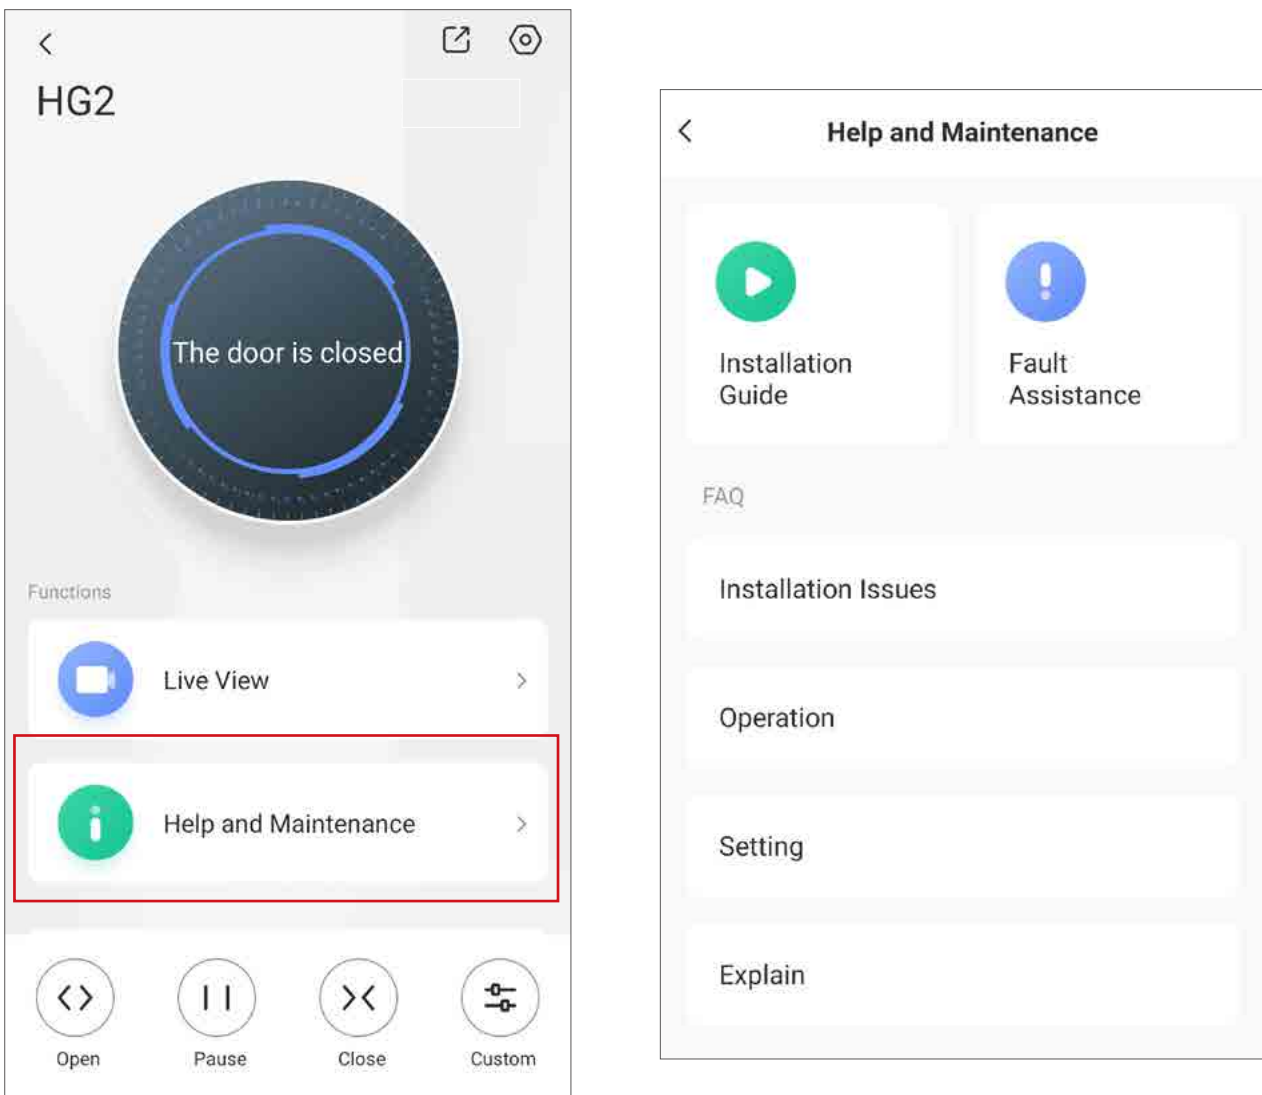 HG2
The door is closed
Functions
Live View
Help and Maintenance
Open
Pause
Close
Custom
Help and Maintenance
Installation
Guide
Fault
Assistance
FAQ
Installation Issues
Operation
Setting
Explain